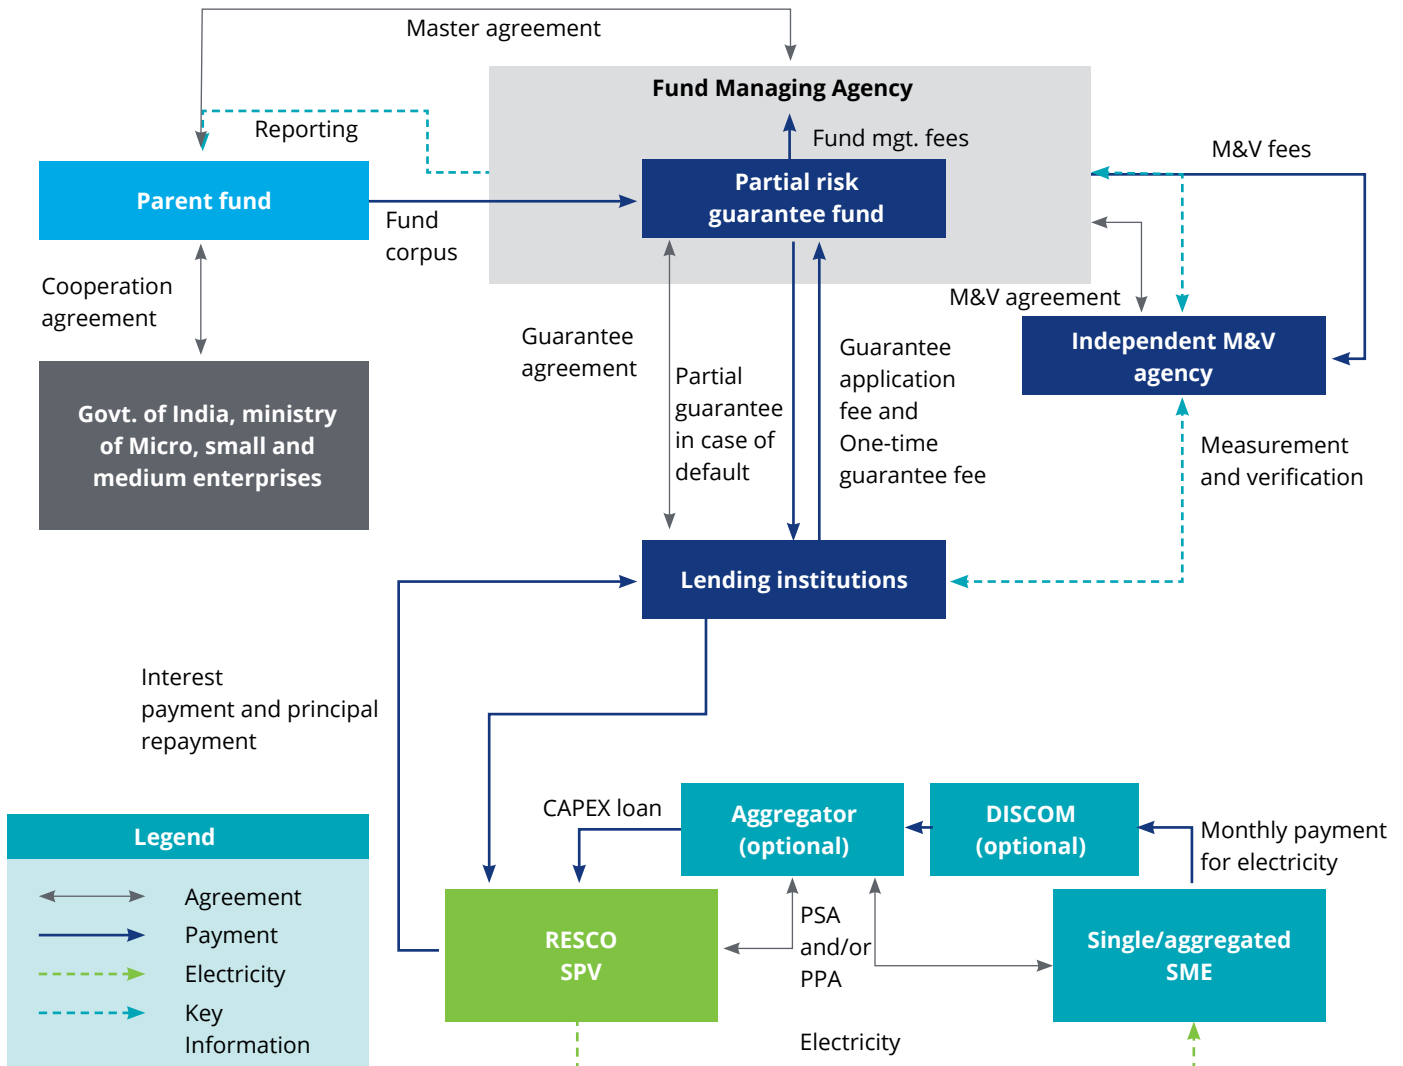 Master agreement
Fund Managing Agency
Reporting
Fund mgt. fees
M&V fees
Parent fund
Partial risk
guarantee fund
Fund
corpus
Cooperation
agreement
M&V agreement
Guarantee
agreement
Partial
guarantee
in case of
default
Guarantee
application
fee and
One-time
guarantee fee
Independent M&V
agency
Govt. of India, ministry
of Micro, small and
medium enterprises
Measurement
and verification
Lending institutions
Interest
payment and principal
repayment
CAPEX loan
Aggregator
(optional)
DISCOM
(optional)
Monthly payment
for electricity
RESCO
SPV
PSA
and/or
PPA
Single/aggregated
SME
Electricity
Legend
Agreement
Payment
Electricity
Key
Information